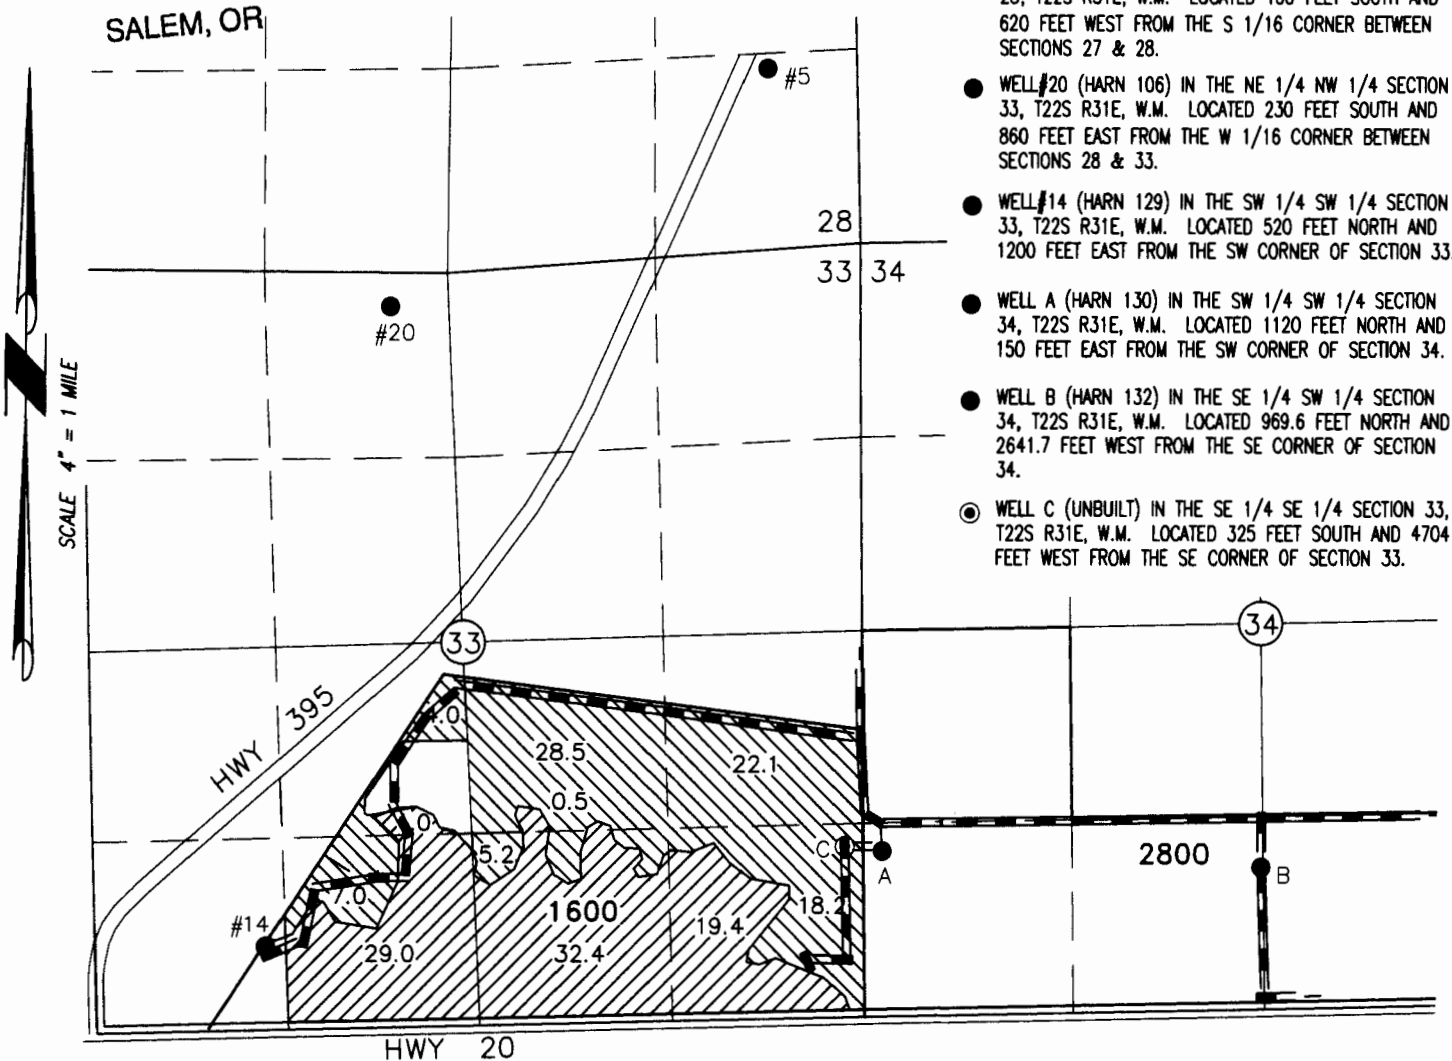 SALEM, OR
620 FEET WEST FROM THE S 1/16 CORNER BETWEEN
SECTIONS 27 & 28.
WELL#20 (HARN 106) IN THE NE 1/4 NW 1/4 SECTION
33, T22S R31E, W.M. LOCATED 230 FEET SOUTH AND
860 FEET EAST FROM THE W 1/16 CORNER BETWEEN
SECTIONS 28 & 33.
WELL#14 (HARN 129) IN THE SW 1/4 SW 1/4 SECTION
33, T22S R31E, W.M. LOCATED 520 FEET NORTH AND
1200 FEET EAST FROM THE SW CORNER OF SECTION 33.
WELL A (HARN 130) IN THE SW 1/4 SW 1/4 SECTION
34, T22S R31E, W.M. LOCATED 1120 FEET NORTH AND
150 FEET EAST FROM THE SW CORNER OF SECTION 34.
WELL B (HARN 132) IN THE SE 1/4 SW 1/4 SECTION
34, T22S R31E, W.M. LOCATED 969.6 FEET NORTH AND
2641.7 FEET WEST FROM THE SE CORNER OF SECTION
34.
WELL C (UNBUILT) IN THE SE 1/4 SE 1/4 SECTION 33,
T22S R31E, W.M. LOCATED 325 FEET SOUTH AND 4704
FEET WEST FROM THE SE CORNER OF SECTION 33.
#5
28
33 34
#20
SCALE 4" = 1 MILE
N
33
34
HWY 395
.0
28.5
22.1
0.5
0
5.2
C
A
2800
B
7.0
1600
18.2
19.4
#14
29.0
32.4
HWY 20